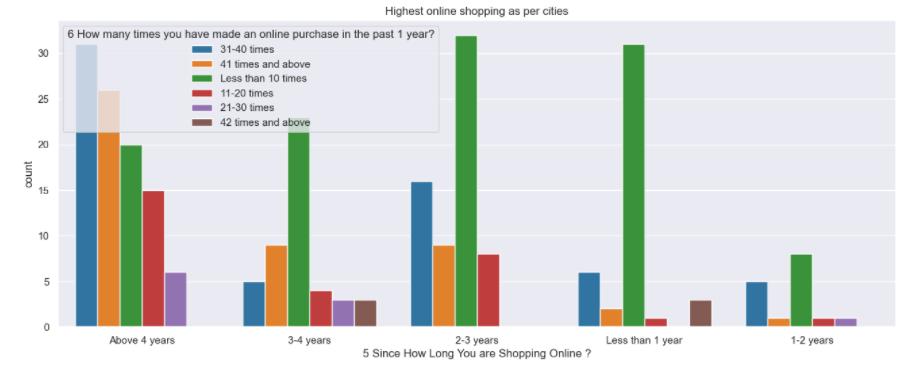 Highest online shopping as per cities
6 How many times you have made an online purchase in the past 1 year?
31-40 times
41 times and above
Less than 10 times
11-20 times
21-30 times
42 times and above
30
25
20
15
10
5
0
count
Above 4 years
3-4 years
2-3 years
Less than 1 year
1-2 years
5 Since How Long You are Shopping Online ?